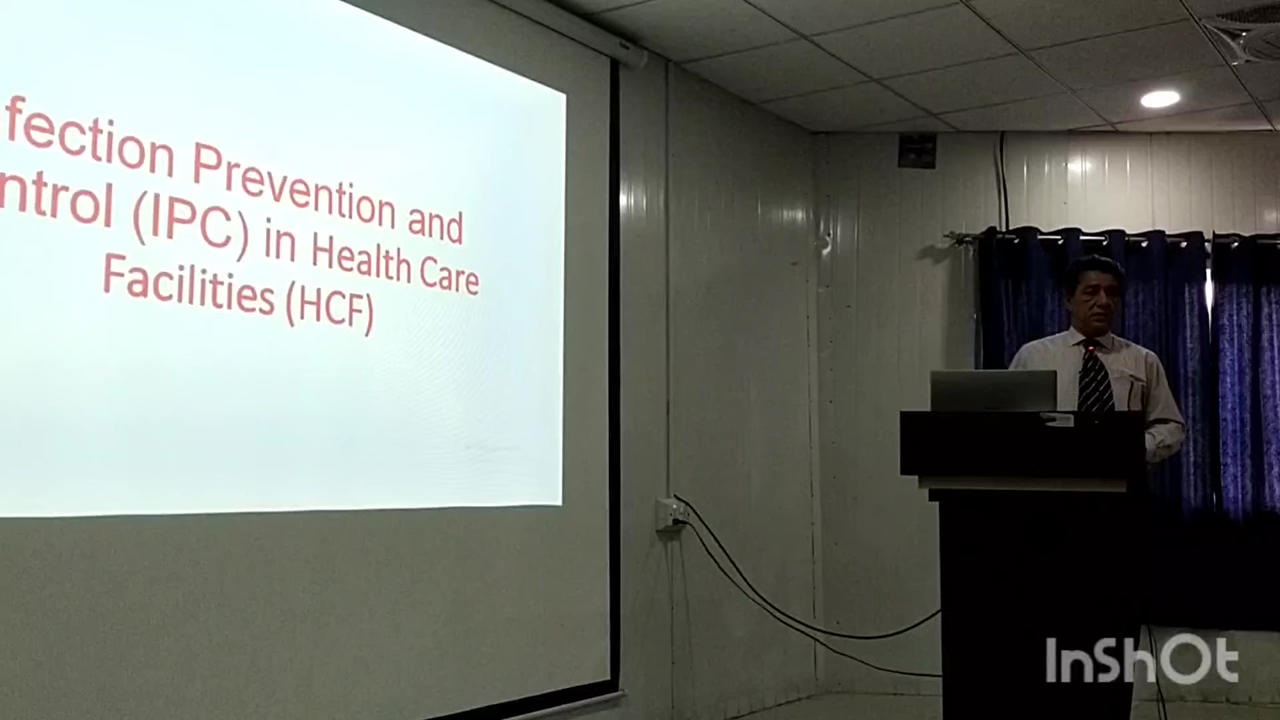 fection Prevention and
ntrol (IPC) in Health Care
Facilities (HCF)
InShOt